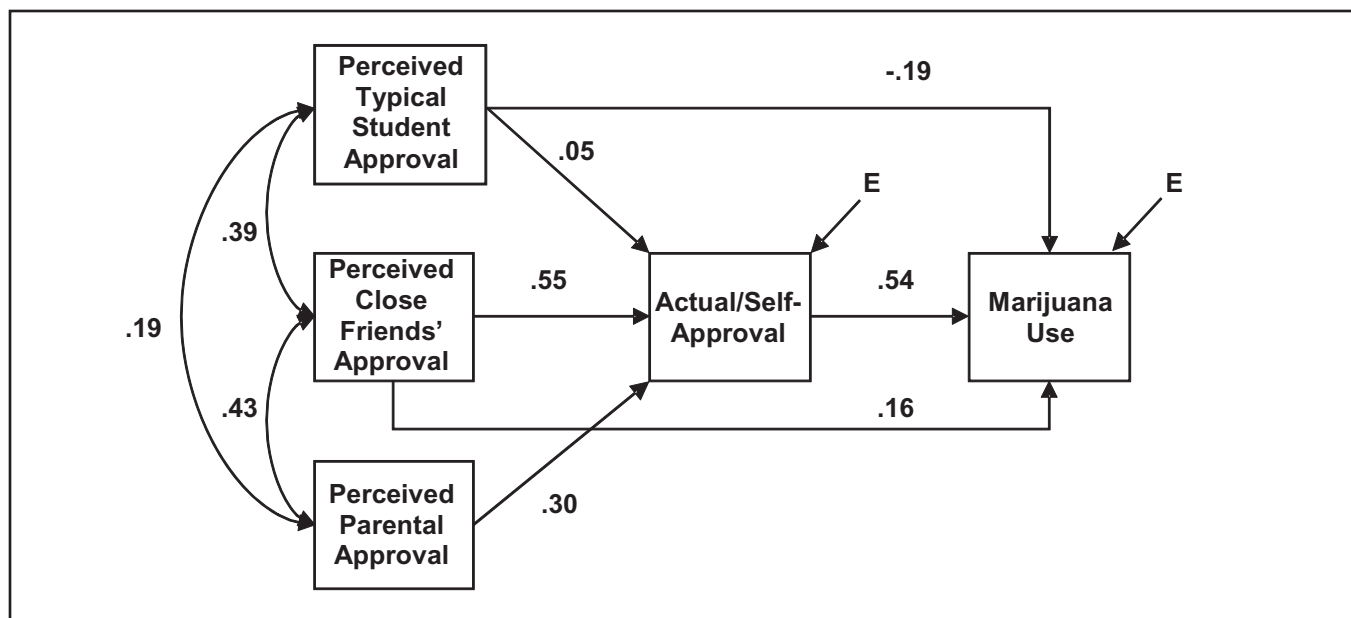 Perceived
Typical
Student
Approval
-.19
.05
E
E
.39
Perceived
Close
Friends'
Approval
.55
Actual/Self-
Approval
.54
Marijuana
Use
.19
.43
.16
Perceived
Parental
Approval
.30